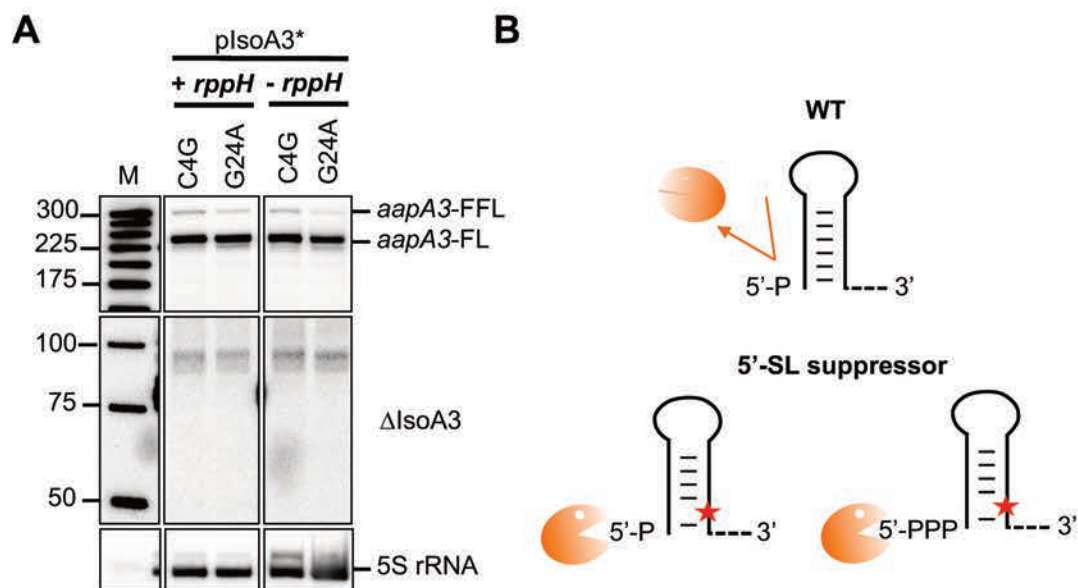 A
pIsoA3*
+ rppH - rppH
M C4G G24A C4G G24A
300
225
175
100
75
50
aapA3-FFL
aapA3-FL
ΔIsoA3
5S rRNA
B
WT
5'-P 3'
5'-SL suppressor
5'-P 3' 5'-PPP 3'